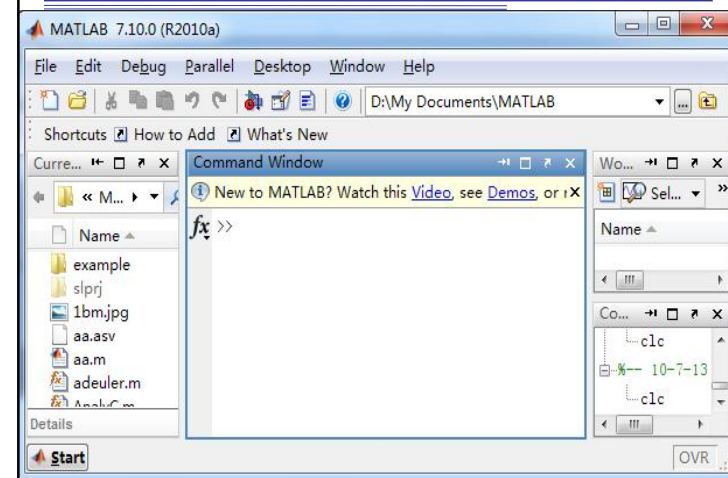 MATLAB 7.10.0 (R2010a)
File Edit Debug Parallel Desktop Window Help
D:\My Documents\MATLAB
Shortcuts How to Add What's New
Curre...
« M...
Name
example
slprj
1bm.jpg
aa.asv
aa.m
adeuler.m
Details
Command Window
New to MATLAB? Watch this Video, see Demos, or
fx >>
Wo...
Sel... »
Name
Co...
clc
%-- 10-7-13
clc
Start
OVR